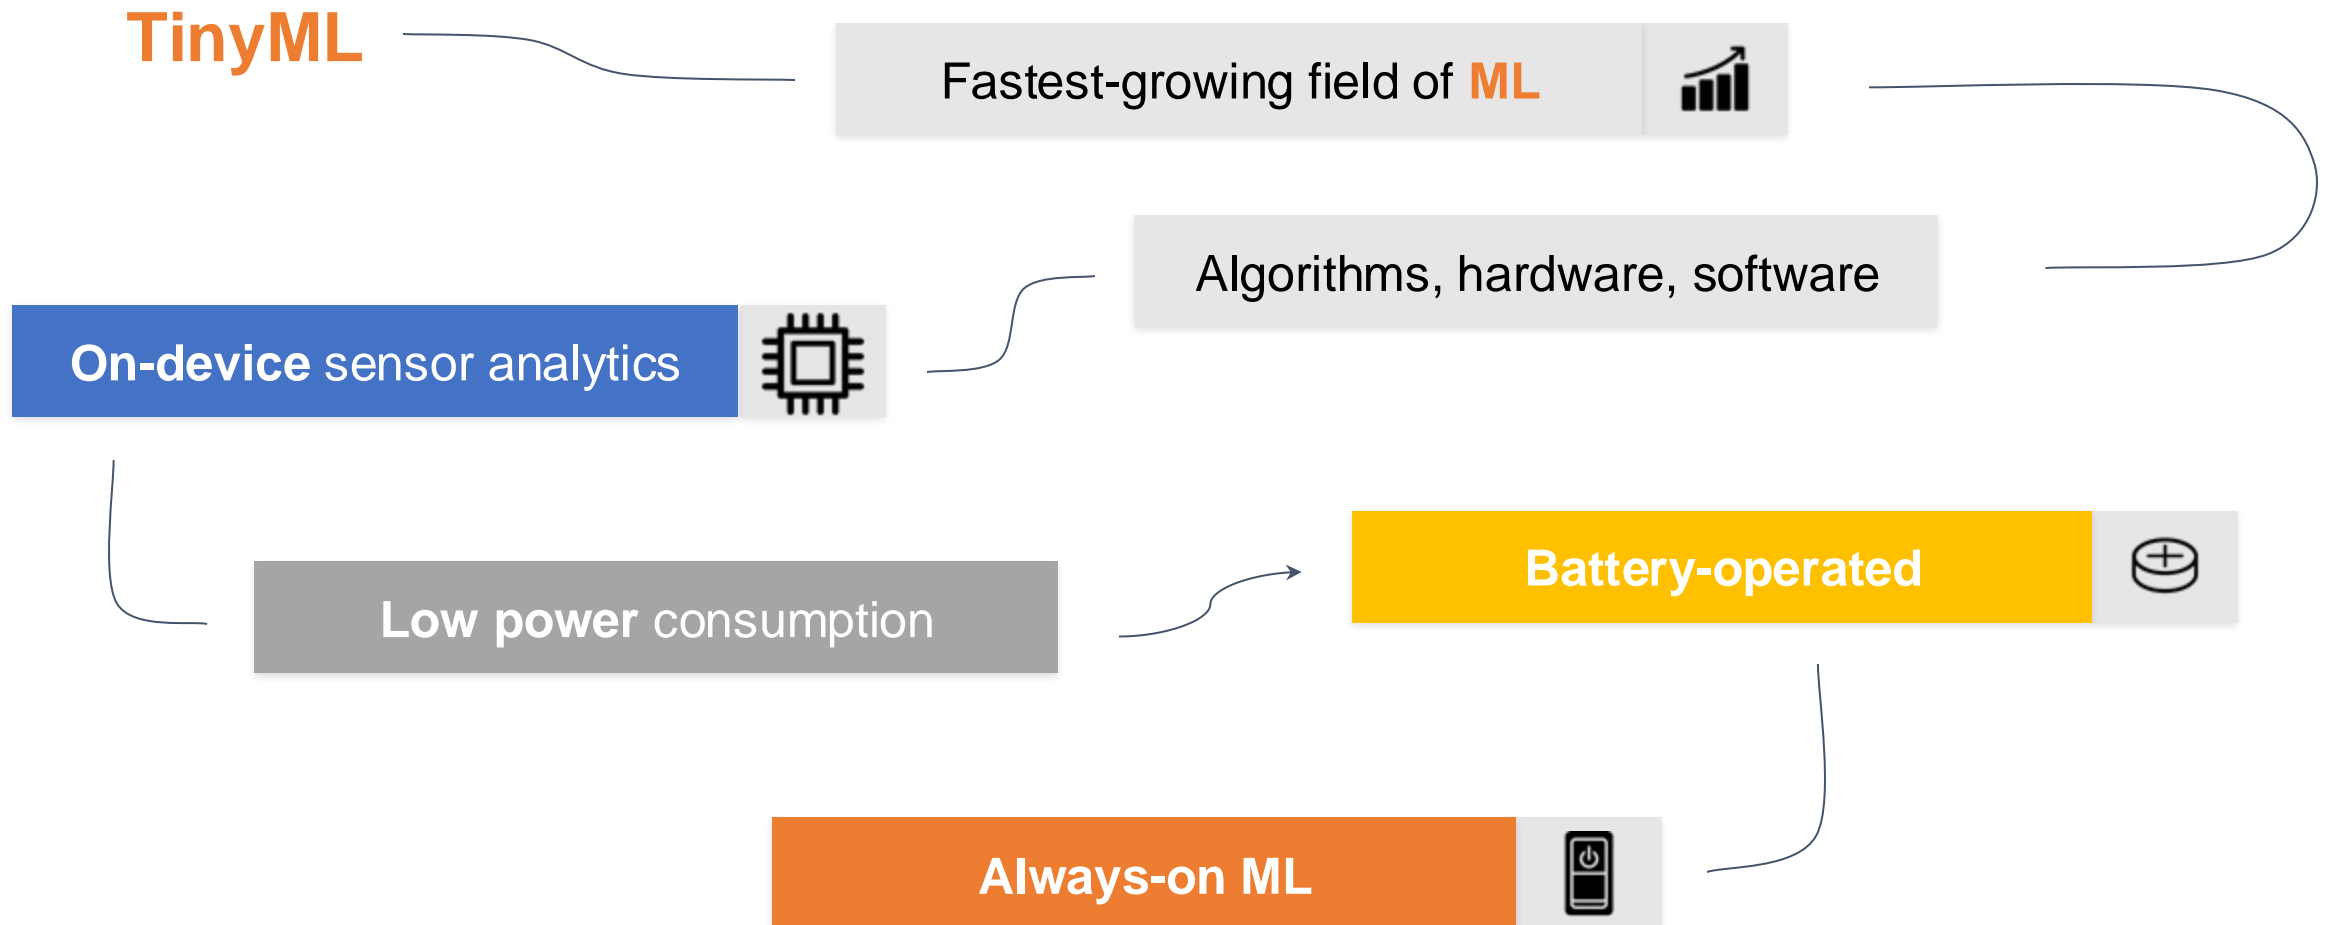 TinyML
Fastest-growing field of ML
Algorithms, hardware, software
On-device sensor analytics
Low power consumption
Battery-operated
Always-on ML